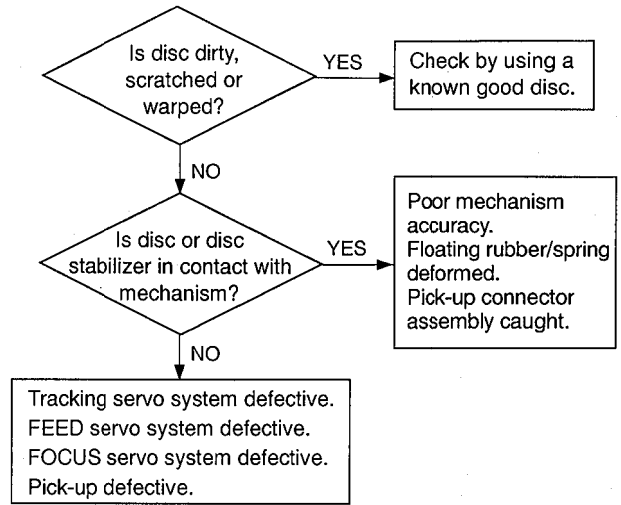 Is disc dirty,
scratched or
warped?
YES
Check by using a
known good disc.
NO
Is disc or disc
stabilizer in contact with
mechanism?
YES
Poor mechanism
accuracy.
Floating rubber/spring
deformed.
Pick-up connector
assembly caught.
NO
Tracking servo system defective.
FEED servo system defective.
FOCUS servo system defective.
Pick-up defective.